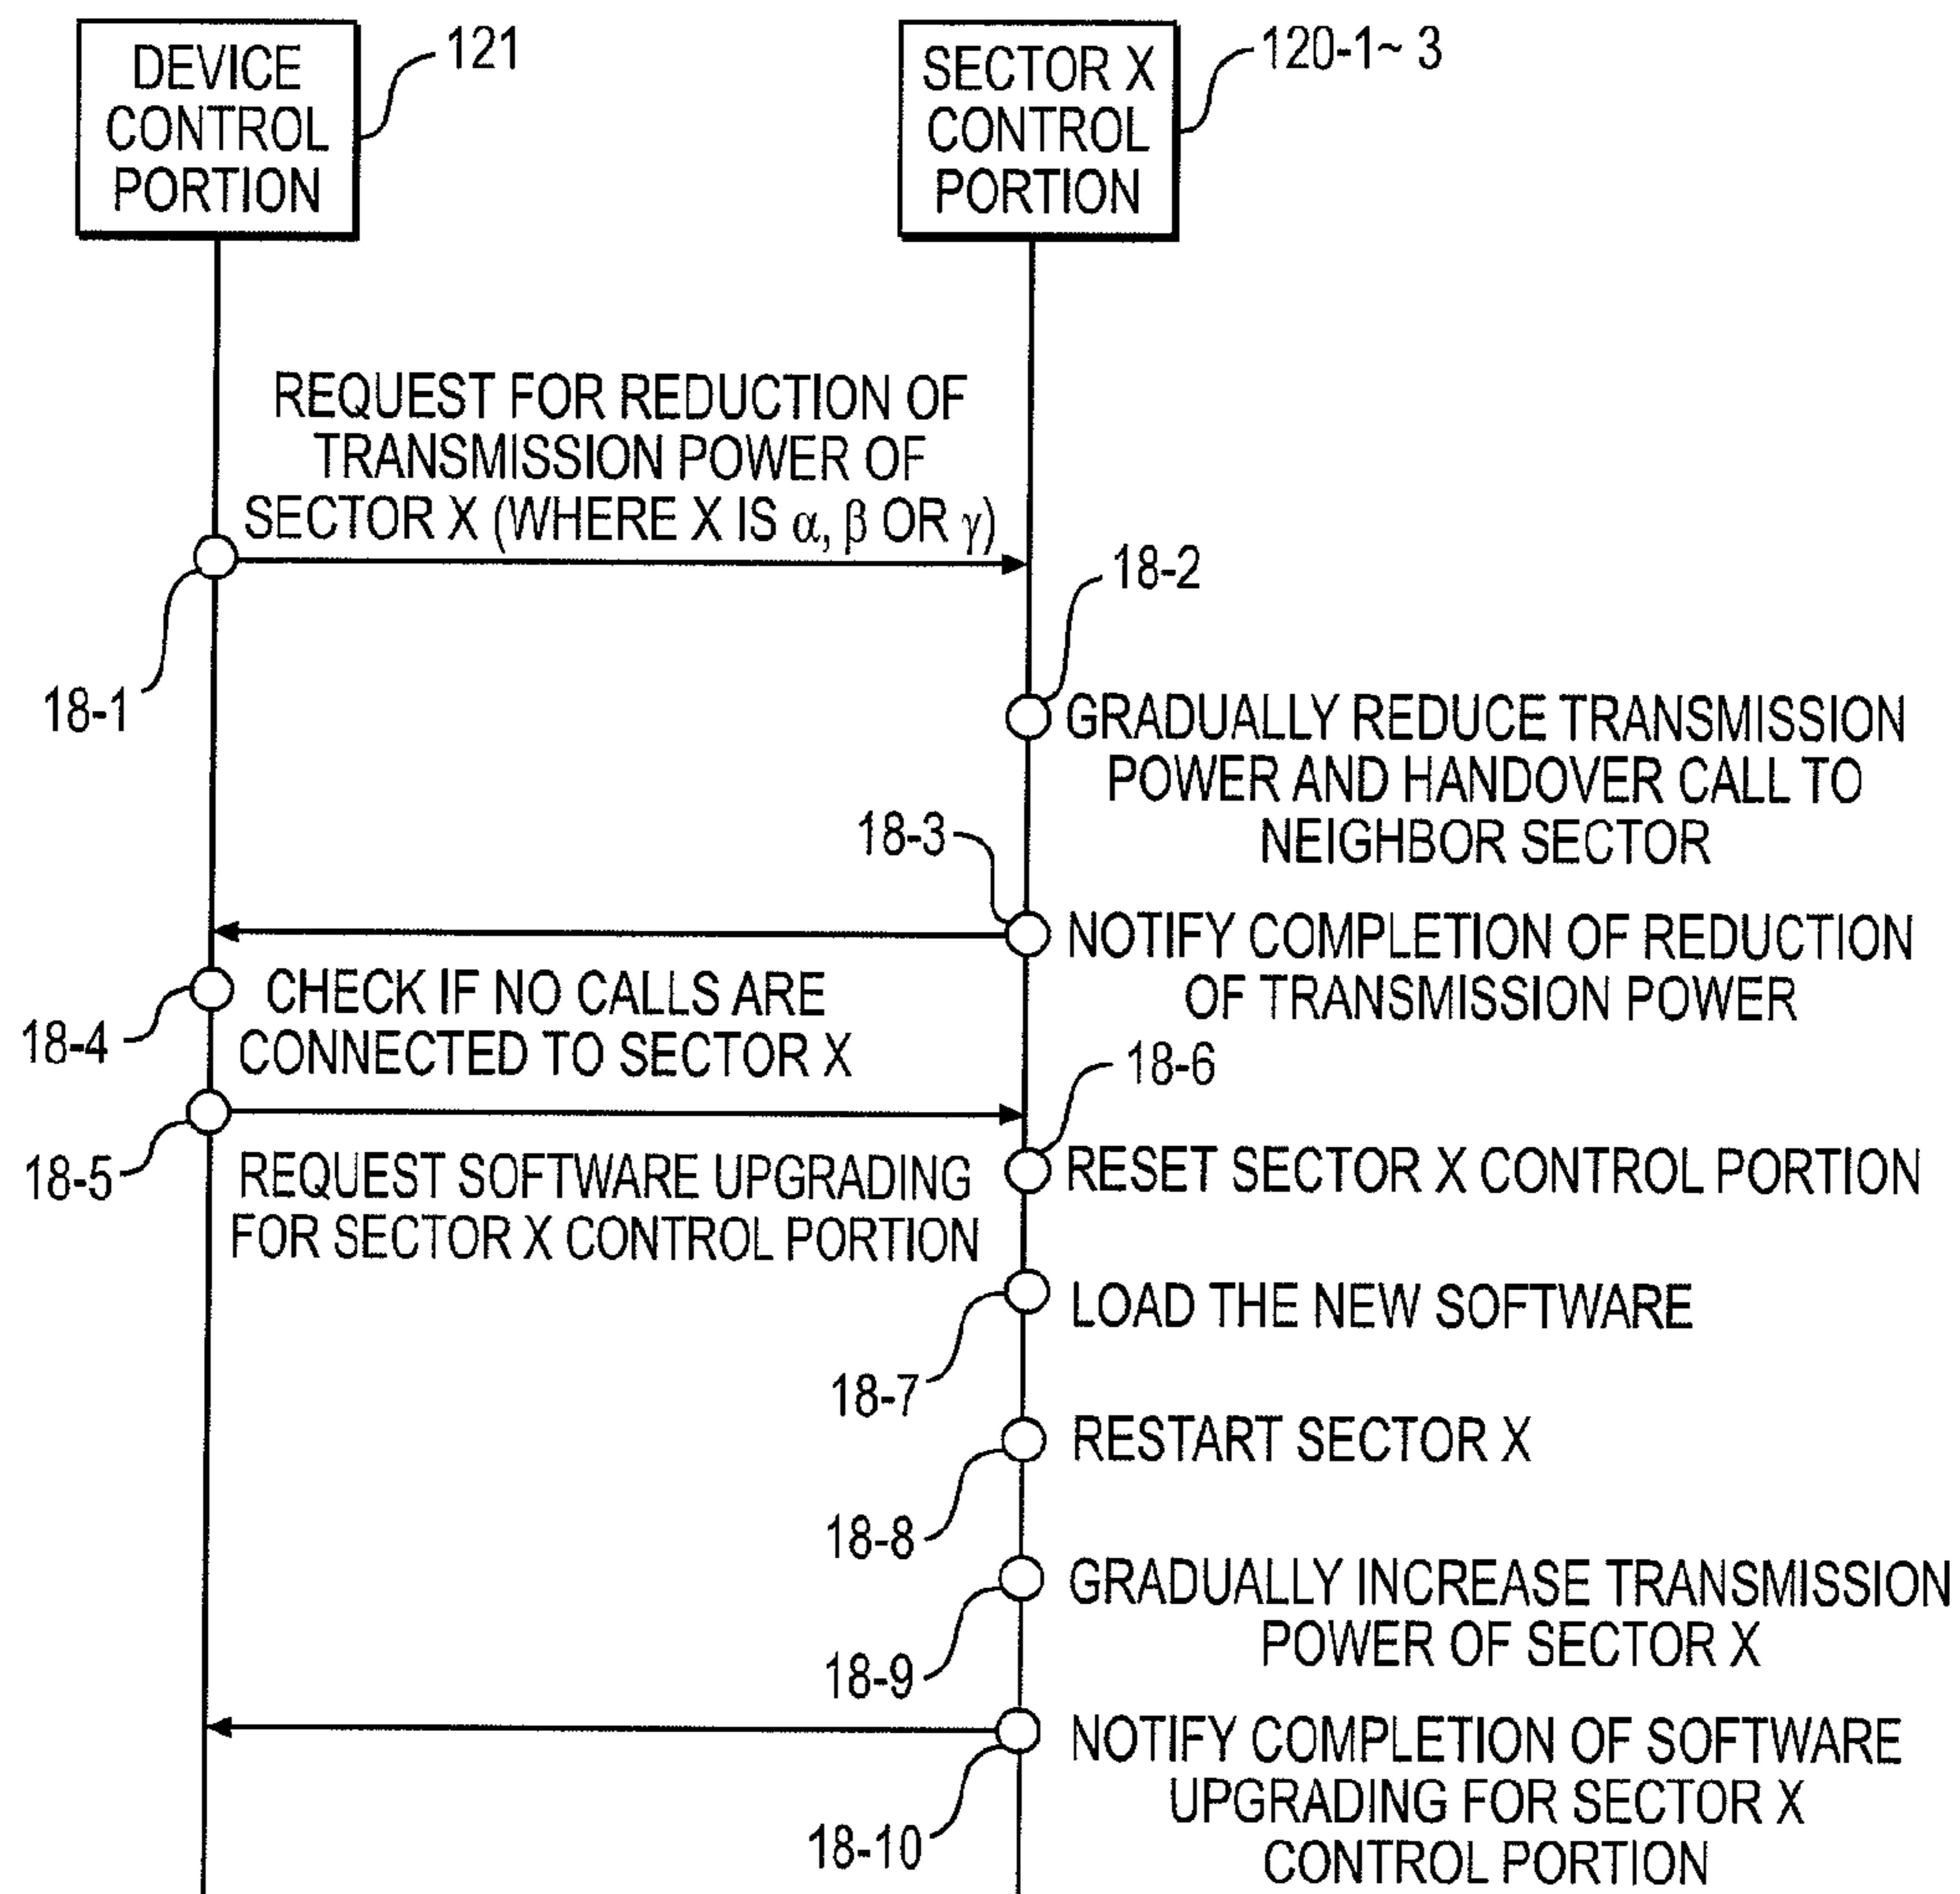 DEVICE
CONTROL
PORTION
121
SECTOR X
CONTROL
PORTION
120-1~ 3
REQUEST FOR REDUCTION OF
TRANSMISSION POWER OF
SECTOR X (WHERE X IS α, β OR γ)
18-1
18-2
GRADUALLY REDUCE TRANSMISSION
POWER AND HANDOVER CALL TO
NEIGHBOR SECTOR
18-3
NOTIFY COMPLETION OF REDUCTION
OF TRANSMISSION POWER
18-4
CHECK IF NO CALLS ARE
CONNECTED TO SECTOR X
18-5
REQUEST SOFTWARE UPGRADING
FOR SECTOR X CONTROL PORTION
18-6
RESET SECTOR X CONTROL PORTION
18-7
LOAD THE NEW SOFTWARE
18-8
RESTART SECTOR X
18-9
GRADUALLY INCREASE TRANSMISSION
POWER OF SECTOR X
18-10
NOTIFY COMPLETION OF SOFTWARE
UPGRADING FOR SECTOR X
CONTROL PORTION